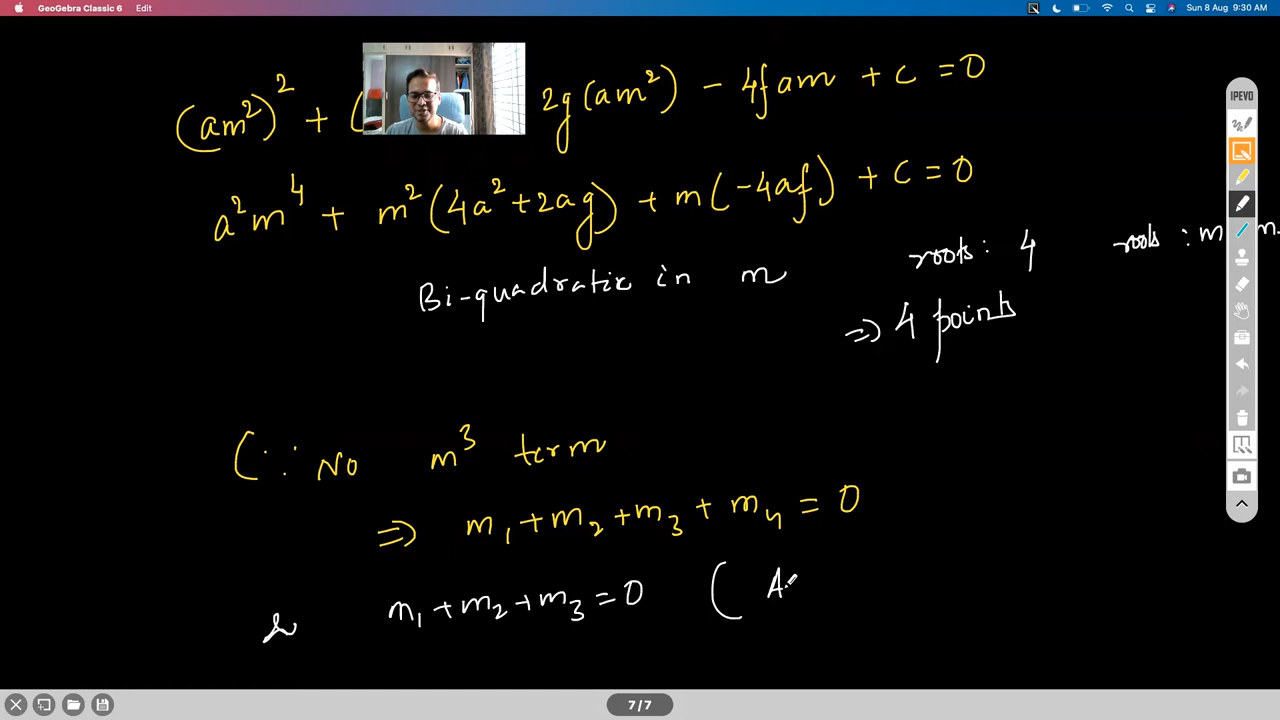 GeoGebra Classic 6 Edit Sun 8 Aug 9:30 AM
(am²)² + ( 2g(am²) - 4fam + c = 0
IPEVO
a²m⁴ + m²(4a² + 2ag) + m(-4af) + c = 0
roots : 4 roots : m
Bi-quadratic in m
⇒ 4 points
(∵ No m³ term
⇒ m₁ + m₂ + m₃ + m₄ = 0
m₁ + m₂ + m₃ = 0 ( A
7/7